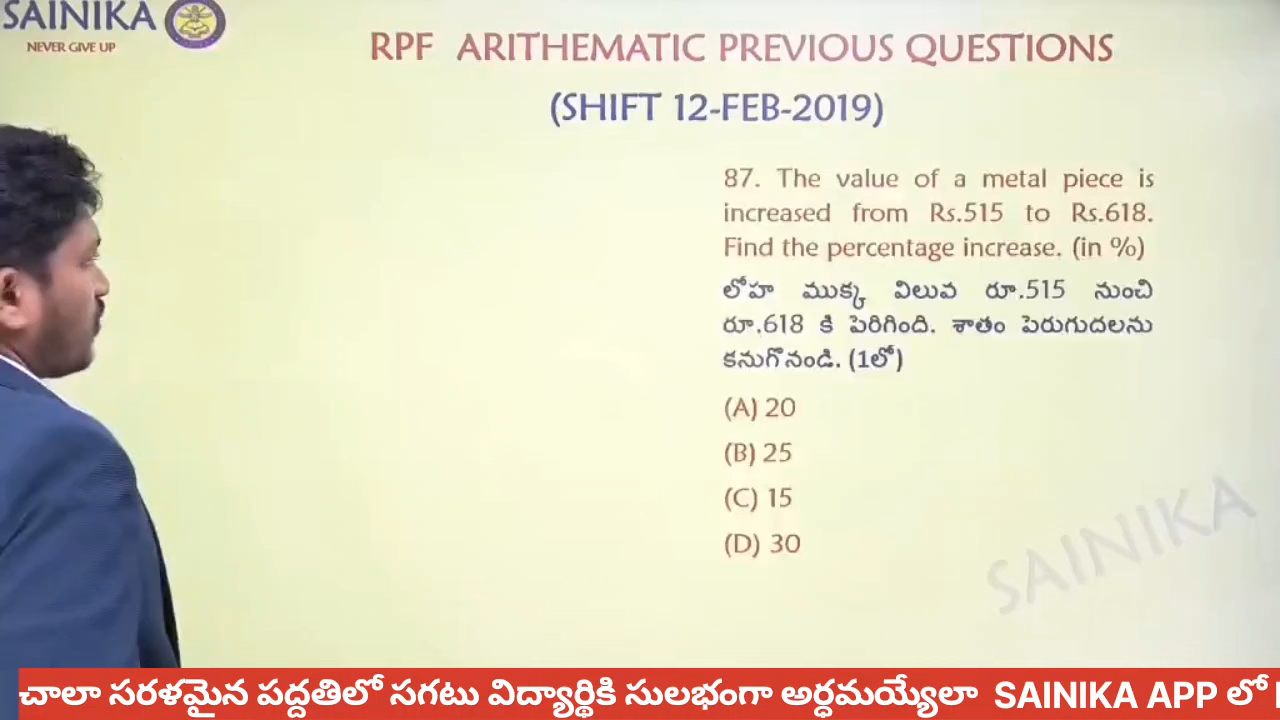 SAINIKA
NEVER GIVE UP
RPF ARITHEMATIC PREVIOUS QUESTIONS
(SHIFT 12-FEB-2019)
87. The value of a metal piece is
increased from Rs.515 to Rs.618.
Find the percentage increase. (in %)
లోహ ముక్క విలువ రూ.515 నుంచి
రూ.618 కి పెరిగింది. శాతం పెరుగుదలను
కనుగొనండి. (1లో)
(A) 20
(B) 25
(C) 15
(D) 30
SAINIKA
చాలా సరళమైన పద్దతిలో సగటు విద్యార్థికి సులభంగా అర్ధమయ్యేలా SAINIKA APP లో